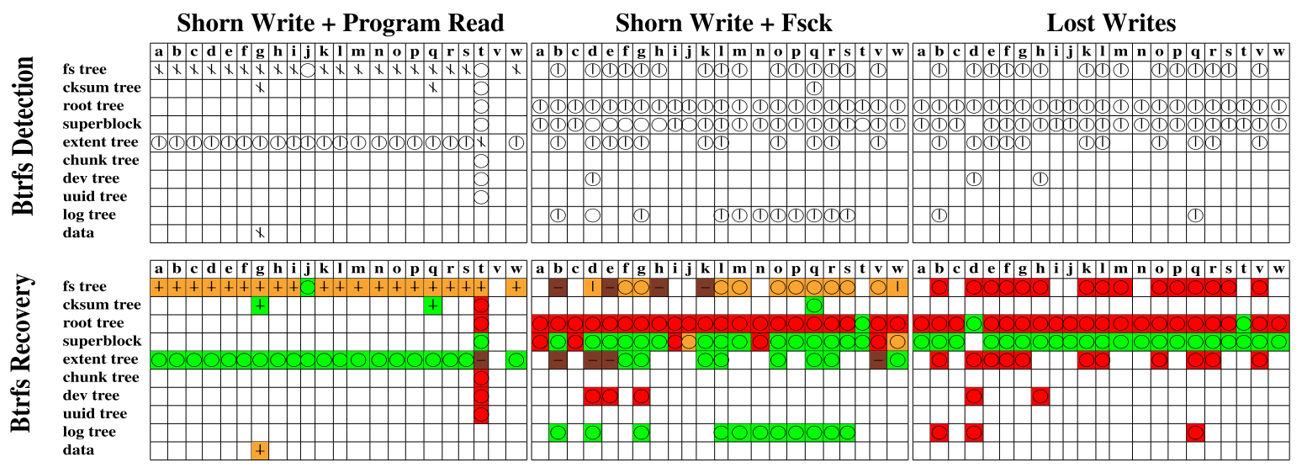 Shorn Write + Program Read Shorn Write + Fsck Lost Writes
a b c d e f g h i j k l m n o p q r s t v w a b c d e f g h i j k l m n o p q r s t v w a b c d e f g h i j k l m n o p q r s t v w
Btrfs Detection
fs tree
cksum tree
root tree
superblock
extent tree
chunk tree
dev tree
uuid tree
log tree
data
a b c d e f g h i j k l m n o p q r s t v w a b c d e f g h i j k l m n o p q r s t v w a b c d e f g h i j k l m n o p q r s t v w
Btrfs Recovery
fs tree
cksum tree
root tree
superblock
extent tree
chunk tree
dev tree
uuid tree
log tree
data